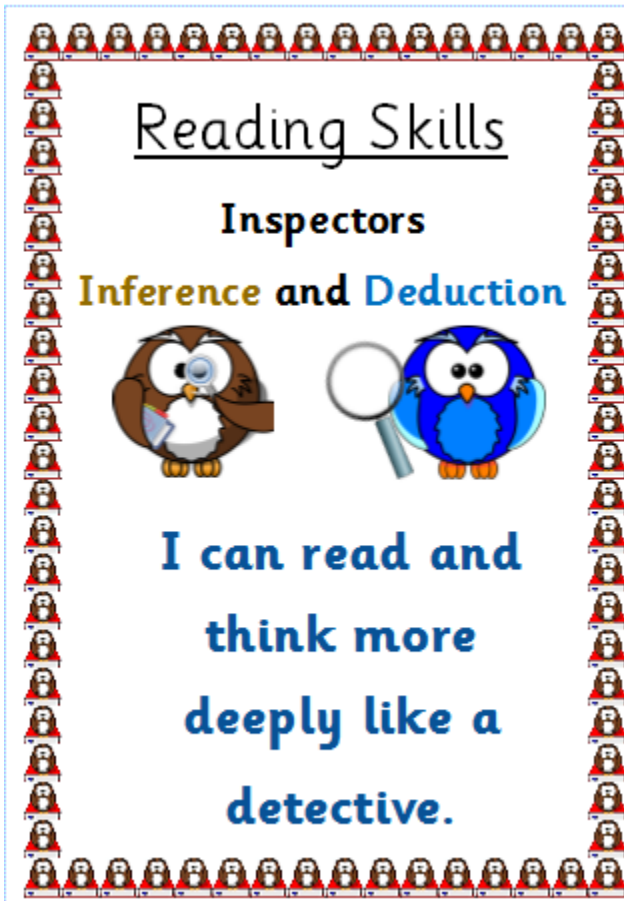 Reading Skills
Inspectors
Inference and Deduction
I can read and
think more
deeply like a
detective.